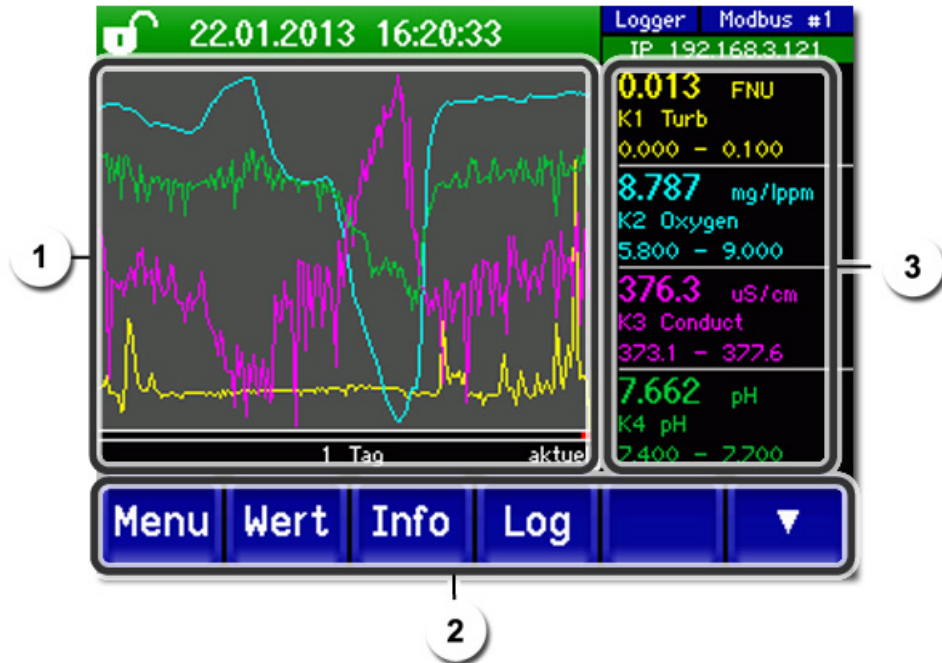 22.01.2013 16:20:33
Logger Modbus #1
IP 192.168.3.121
0.013 FNU
K1 Turb
0.000 - 0.100
8.787 mg/lppm
K2 Oxygen
5.800 - 9.000
376.3 uS/cm
K3 Conduct
373.1 - 377.6
7.662 pH
K4 pH
7.400 - 7.700
1 Tag aktuel
Menu Wert Info Log ▼
1
2
3